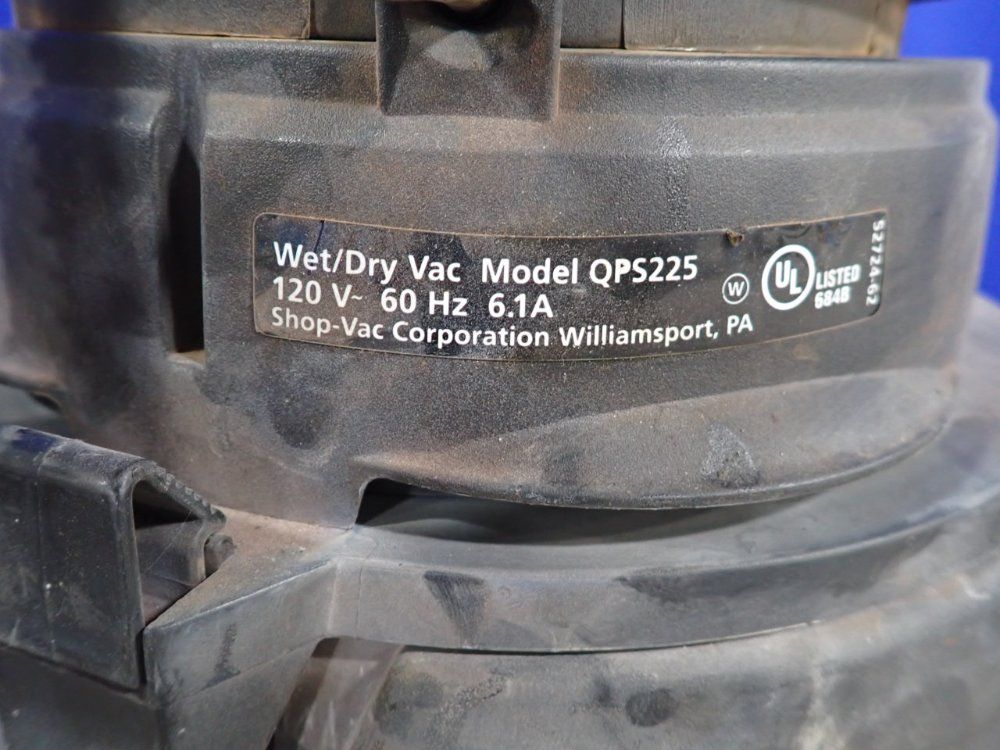 Wet/Dry Vac Model QPS225
120 V~ 60 Hz 6.1A
Shop-Vac Corporation Williamsport, PA
W
UL
LISTED
684B
52724-62